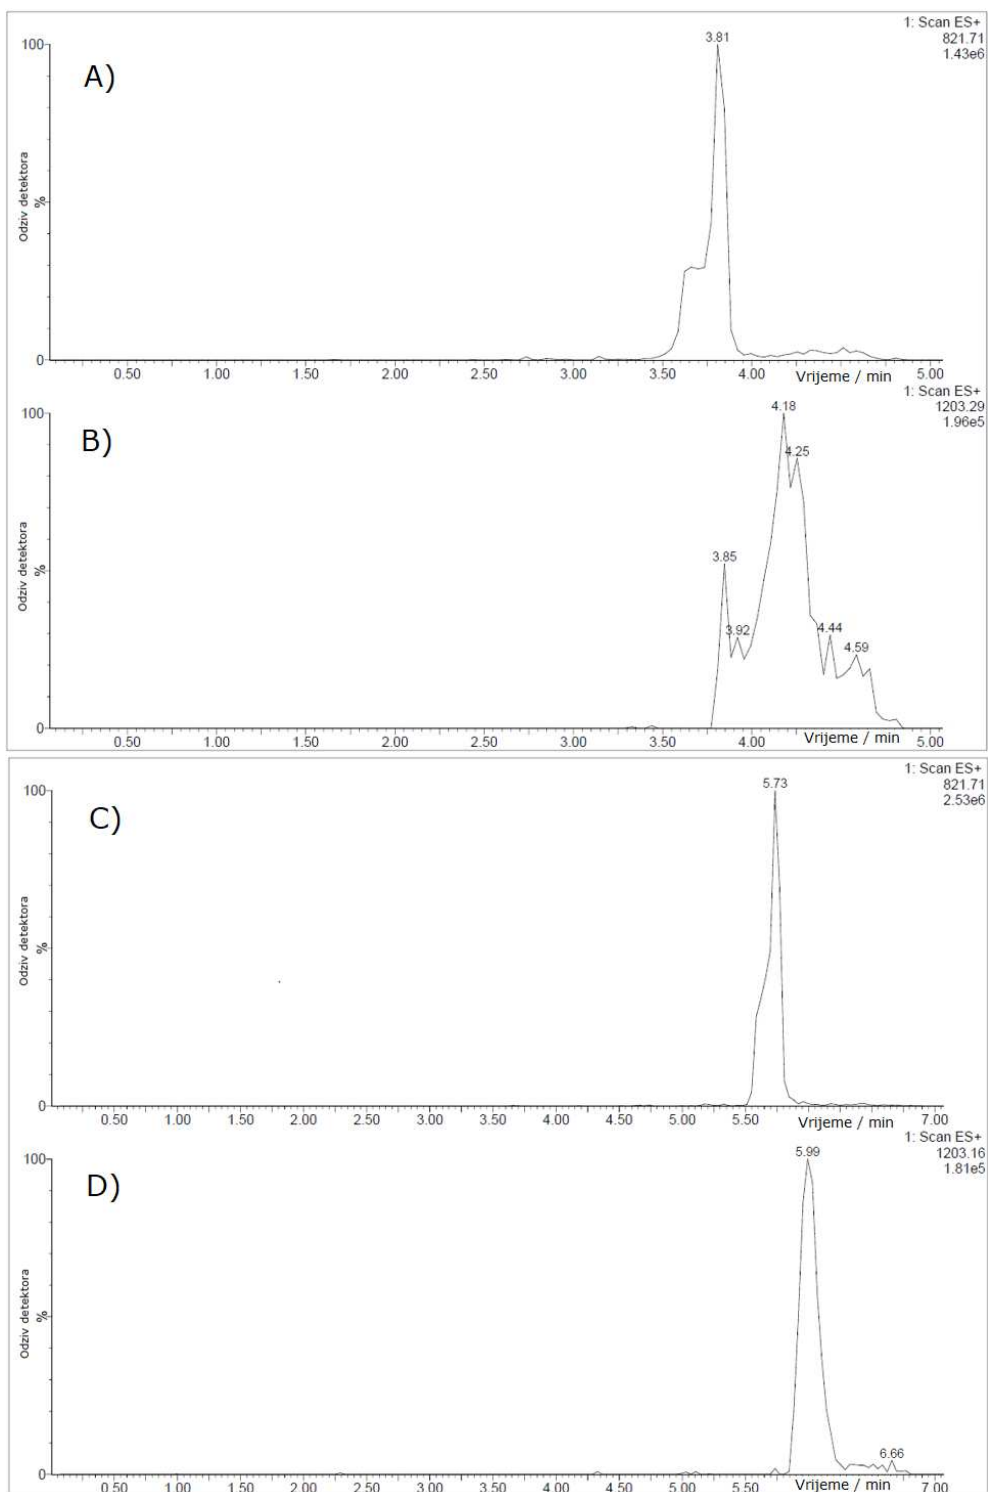 1: Scan ES+
821.71
1.43e6
100
3.81
A)
Odziv detektora
%
0
0.50 1.00 1.50 2.00 2.50 3.00 3.50 4.00 5.00
Vrijeme / min
1: Scan ES+
1203.29
1.96e5
100
4.18
B)
4.25
3.85
3.92
4.44
4.59
Odziv detektora
%
0
0.50 1.00 1.50 2.00 2.50 3.00 3.50 4.00 5.00
Vrijeme / min
1: Scan ES+
821.71
2.53e6
100
5.73
C)
Odziv detektora
%
0
0.50 1.00 1.50 2.00 2.50 3.00 3.50 4.00 4.50 5.00 5.50 7.00
Vrijeme / min
1: Scan ES+
1203.16
1.81e5
100
5.99
D)
Odziv detektora
%
6.66
0
0.50 1.00 1.50 2.00 2.50 3.00 3.50 4.00 4.50 5.00 5.50 7.00
Vrijeme / min